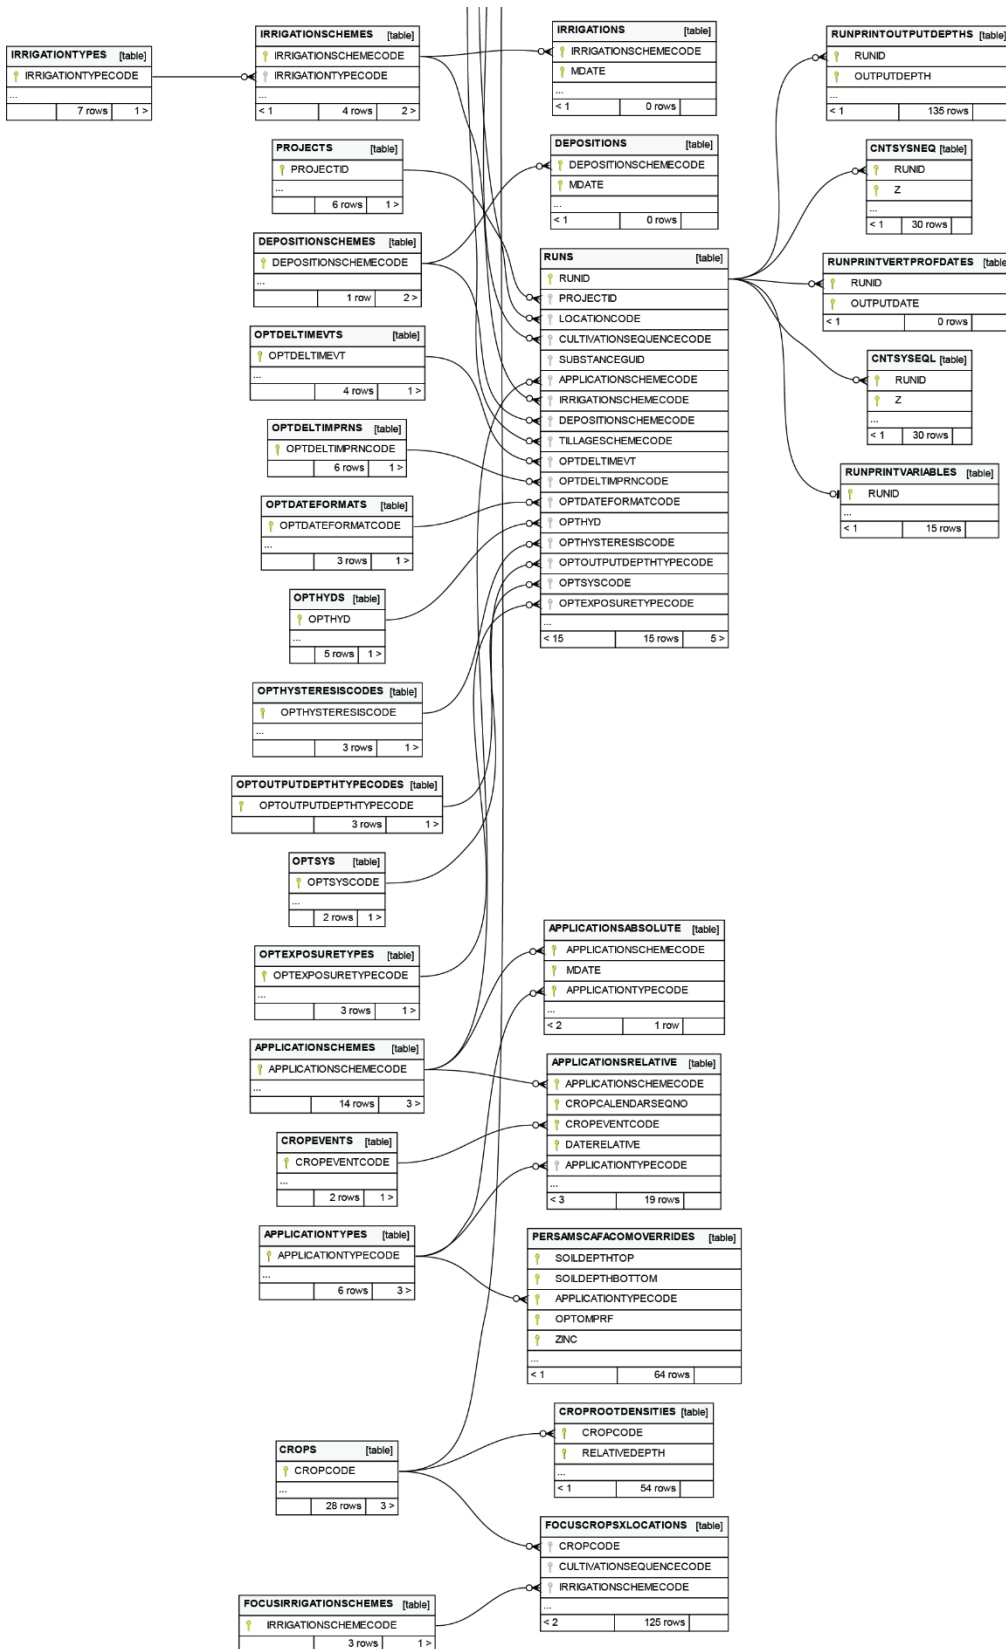 IRRIGATIONTYPES [table]
IRRIGATIONTYPECODE
...
7 rows 1 >
IRRIGATIONSCHEMES [table]
IRRIGATIONSCHEMECODE
IRRIGATIONTYPECODE
...
< 1 4 rows 2 >
PROJECTS [table]
PROJECTID
...
6 rows 1 >
DEPOSITIONSCHEMES [table]
DEPOSITIONSCHEMECODE
...
1 row 2 >
OPTDELTIMEVTS [table]
OPTDELTIMEVT
...
4 rows 1 >
OPTDELTIMPRNS [table]
OPTDELTIMPRNCODE
...
6 rows 1 >
OPTDATEFORMATS [table]
OPTDATEFORMATCODE
...
3 rows 1 >
OPTHYDS [table]
OPTHYD
...
5 rows 1 >
OPTHYSTERESISCODES [table]
OPTHYSTERESISCODE
...
3 rows 1 >
OPTOUTPUTDEPTHTYPECODES [table]
OPTOUTPUTDEPTHTYPECODE
3 rows 1 >
OPTSYS [table]
OPTSYSCODE
...
2 rows 1 >
OPTEXPOSURETYPES [table]
OPTEXPOSURETYPECODE
...
3 rows 1 >
APPLICATIONSCHEMES [table]
APPLICATIONSCHEMECODE
...
14 rows 3 >
CROPEVENTS [table]
CROPEVENTCODE
...
2 rows 1 >
APPLICATIONTYPES [table]
APPLICATIONTYPECODE
...
6 rows 3 >
CROPS [table]
CROPCODE
...
28 rows 3 >
FOCUSIRRIGATIONSCHEMES [table]
IRRIGATIONSCHEMECODE
3 rows 1 >
IRRIGATIONS [table]
IRRIGATIONSCHEMECODE
MDATE
...
< 1 0 rows
DEPOSITIONS [table]
DEPOSITIONSCHEMECODE
MDATE
...
< 1 0 rows
RUNS [table]
RUNID
PROJECTID
LOCATIONCODE
CULTIVATIONSEQUENCECODE
SUBSTANCEGUID
APPLICATIONSCHEMECODE
IRRIGATIONSCHEMECODE
DEPOSITIONSCHEMECODE
TILLAGESCHEMECODE
OPTDELTIMEVT
OPTDELTIMPRNCODE
OPTDATEFORMATCODE
OPTHYD
OPTHYSTERESISCODE
OPTOUTPUTDEPTHTYPECODE
OPTSYSCODE
OPTEXPOSURETYPECODE
...
< 15 15 rows 5 >
APPLICATIONSABSOLUTE [table]
APPLICATIONSCHEMECODE
MDATE
APPLICATIONTYPECODE
...
< 2 1 row
APPLICATIONSRELATIVE [table]
APPLICATIONSCHEMECODE
CROPCALENDARSEQNO
CROPEVENTCODE
DATERELATIVE
APPLICATIONTYPECODE
...
< 3 19 rows
PERSAMSCAFACOMOVERRIDES [table]
SOILDEPTHTOP
SOILDEPTHBOTTOM
APPLICATIONTYPECODE
OPTOMPRF
ZINC
...
< 1 64 rows
CROPROOTDENSITIES [table]
CROPCODE
RELATIVEDEPTH
...
< 1 54 rows
FOCUSCROPSXLOCATIONS [table]
CROPCODE
CULTIVATIONSEQUENCECODE
IRRIGATIONSCHEMECODE
...
< 2 125 rows
RUNPRINTOUTPUTDEPTHS [table]
RUNID
OUTPUTDEPTH
...
< 1 135 rows
CNTSYSNEQ [table]
RUNID
Z
...
< 1 30 rows
RUNPRINTVERTPROFDATES [table]
RUNID
OUTPUTDATE
< 1 0 rows
CNTSYSEQL [table]
RUNID
Z
...
< 1 30 rows
RUNPRINTVARIABLES [table]
RUNID
...
< 1 15 rows